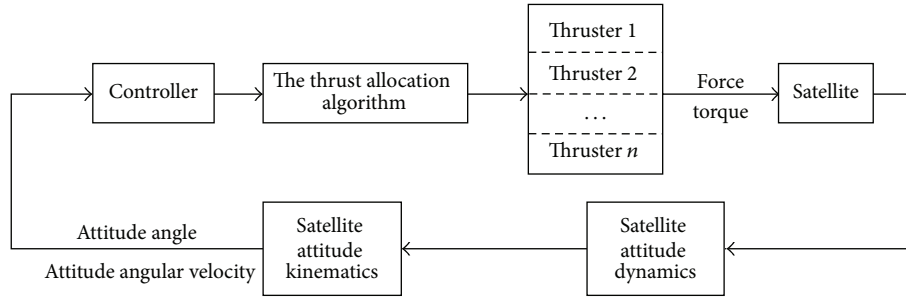 Controller
The thrust allocation
algorithm
Thruster 1
Thruster 2
...
Thruster n
Force
torque
Satellite
Attitude angle
Attitude angular velocity
Satellite
attitude
kinematics
Satellite
attitude
dynamics